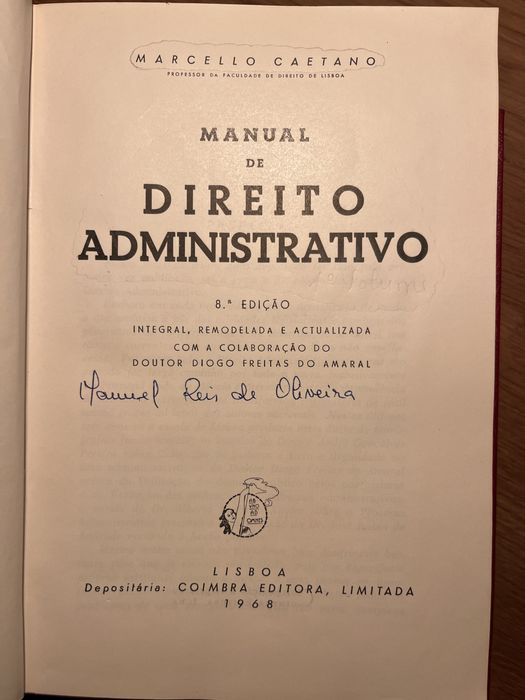 MARCELLO CAETANO
PROFESSOR DA FACULDADE DE DIREITO DE LISBOA
MANUAL
DE
DIREITO
ADMINISTRATIVO
8.ª EDIÇÃO
INTEGRAL, REMODELADA E ACTUALIZADA
COM A COLABORAÇÃO DO
DOUTOR DIOGO FREITAS DO AMARAL
Manuel Reis de Oliveira
LISBOA
Depositária: COIMBRA EDITORA, LIMITADA
1968